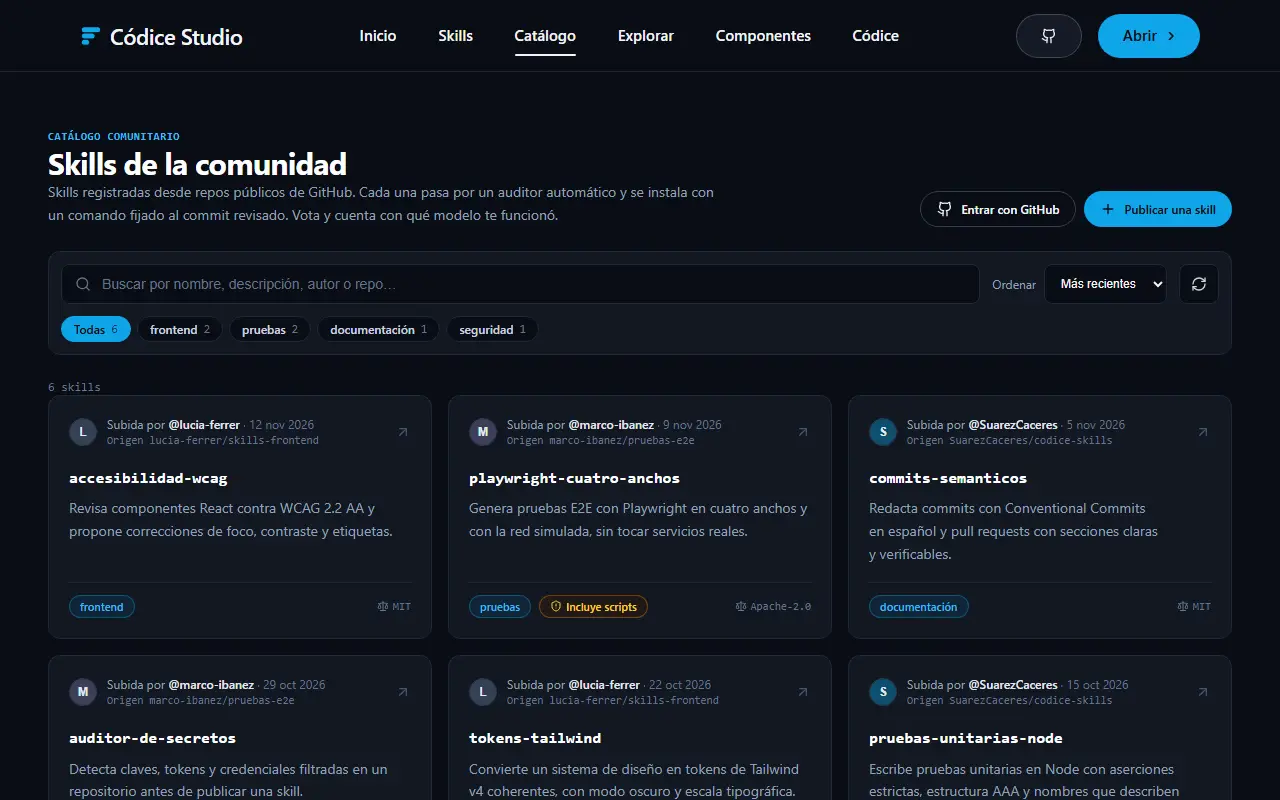 Códice Studio
Inicio
Skills
Catálogo
Explorar
Componentes
Códice
Abrir
CATÁLOGO COMUNITARIO
Skills de la comunidad
Skills registradas desde repos públicos de GitHub. Cada una pasa por un auditor automático y se instala con
un comando fijado al commit revisado. Vota y cuenta con qué modelo te funcionó.
Entrar con GitHub
Publicar una skill
Buscar por nombre, descripción, autor o repo...
Ordenar
Más recientes
Todas 6
frontend 2
pruebas 2
documentación 1
seguridad 1
6 skills
L
Subida por @lucia-ferrer · 12 nov 2026
Origen lucia-ferrer/skills-frontend
accesibilidad-wcag
Revisa componentes React contra WCAG 2.2 AA y
propone correcciones de foco, contraste y etiquetas.
frontend
MIT
M
Subida por @marco-ibanez · 9 nov 2026
Origen marco-ibanez/pruebas-e2e
playwright-cuatro-anchos
Genera pruebas E2E con Playwright en cuatro anchos y
con la red simulada, sin tocar servicios reales.
pruebas
Incluye scripts
Apache-2.0
S
Subida por @SuarezCaceres · 5 nov 2026
Origen SuarezCaceres/codice-skills
commits-semanticos
Redacta commits con Conventional Commits
en español y pull requests con secciones claras
y verificables.
documentación
MIT
M
Subida por @marco-ibanez · 29 oct 2026
Origen marco-ibanez/pruebas-e2e
auditor-de-secretos
Detecta claves, tokens y credenciales filtradas en un
repositorio antes de publicar una skill.
L
Subida por @lucia-ferrer · 22 oct 2026
Origen lucia-ferrer/skills-frontend
tokens-tailwind
Convierte un sistema de diseño en tokens de Tailwind
v4 coherentes, con modo oscuro y escala tipográfica.
S
Subida por @SuarezCaceres · 15 oct 2026
Origen SuarezCaceres/codice-skills
pruebas-unitarias-node
Escribe pruebas unitarias en Node con aserciones
estrictas, estructura AAA y nombres que describen